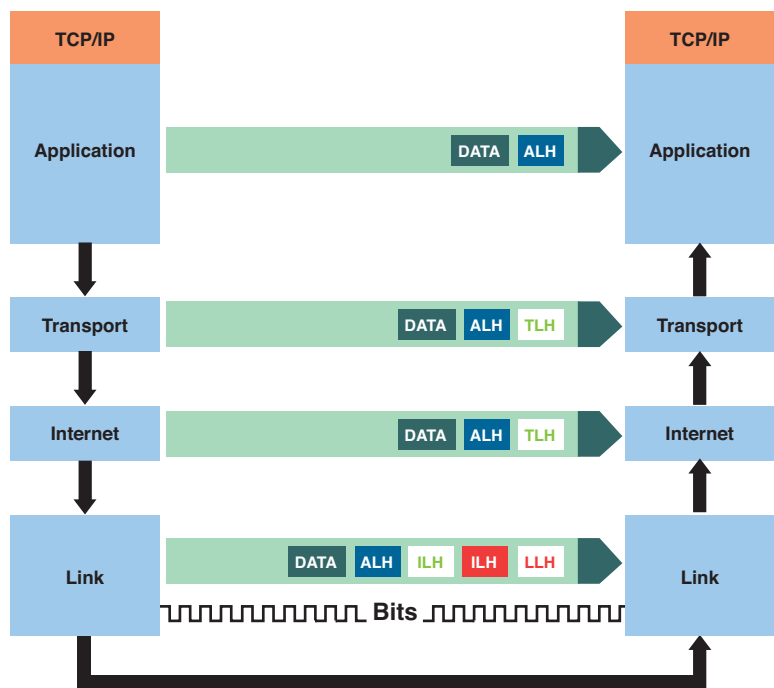 TCP/IP TCP/IP
Application DATA ALH Application
Transport DATA ALH TLH Transport
Internet DATA ALH TLH Internet
DATA ALH ILH ILH LLH
Link Link
Bits